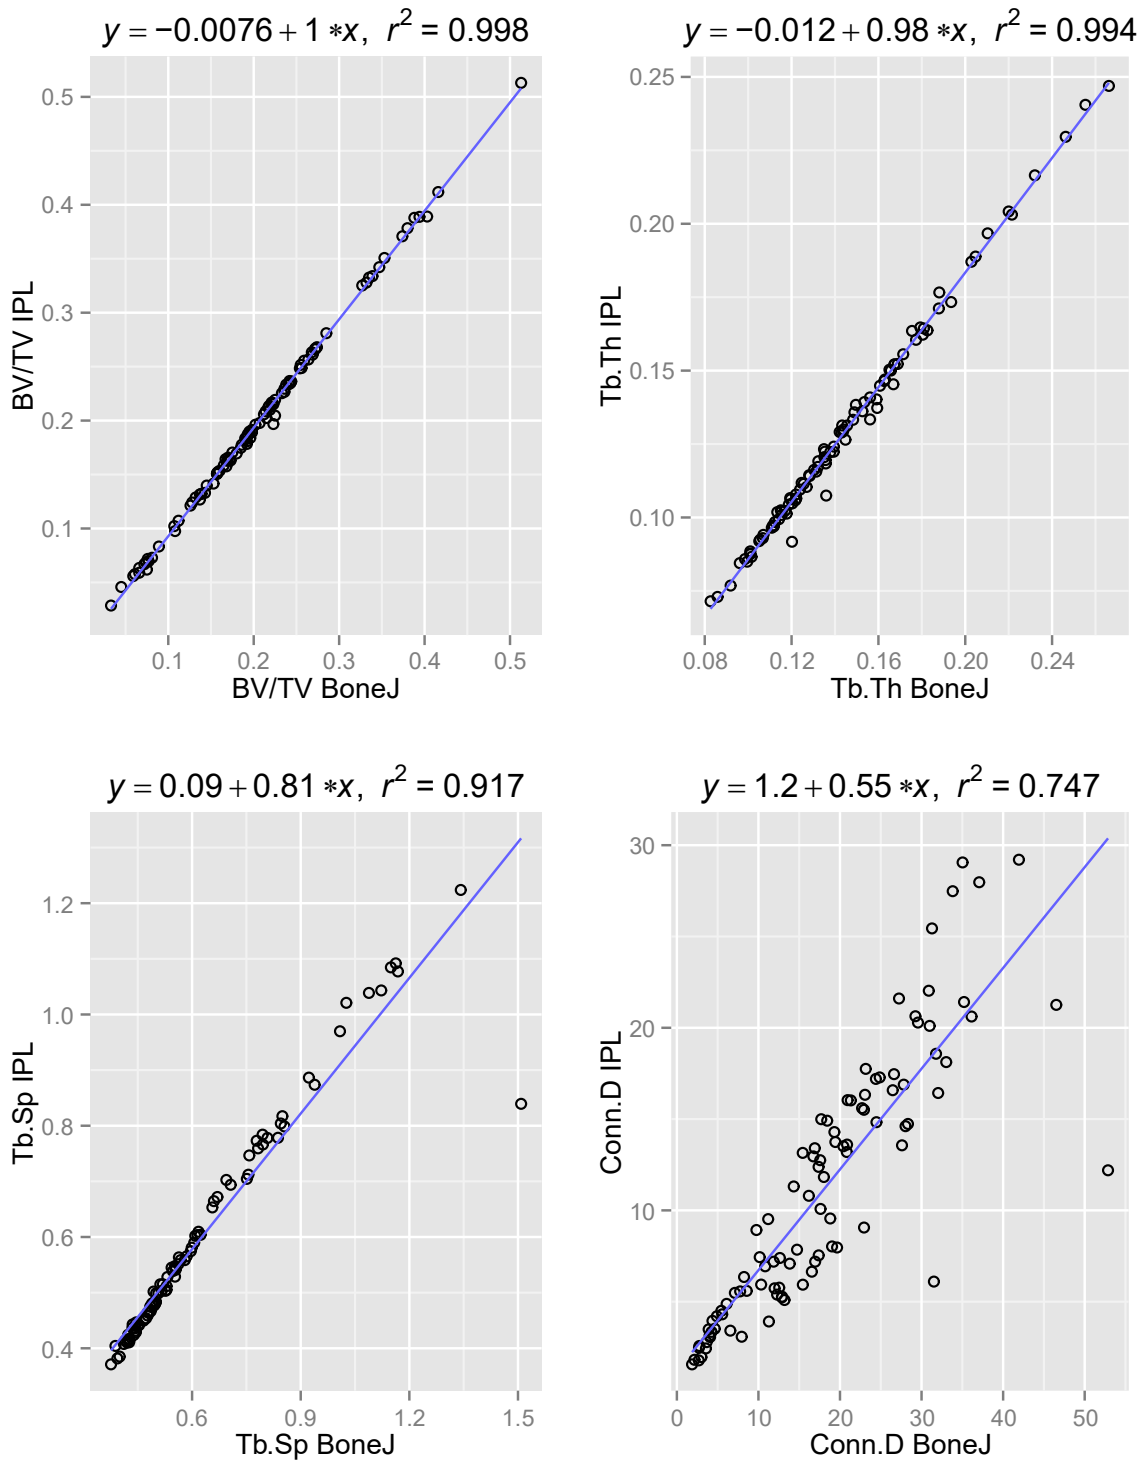 y = −0.0076 + 1 ∗x, r² = 0.998
0.5
0.4
0.3
0.2
0.1
BV/TV IPL
0.1 0.2 0.3 0.4 0.5
BV/TV BoneJ
y = −0.012 + 0.98 ∗x, r² = 0.994
0.25
0.20
0.15
0.10
Tb.Th IPL
0.08 0.12 0.16 0.20 0.24
Tb.Th BoneJ
y = 0.09 + 0.81 ∗x, r² = 0.917
1.2
1.0
0.8
0.6
0.4
Tb.Sp IPL
0.6 0.9 1.2 1.5
Tb.Sp BoneJ
y = 1.2 + 0.55 ∗x, r² = 0.747
30
20
10
Conn.D IPL
0 10 20 30 40 50
Conn.D BoneJ